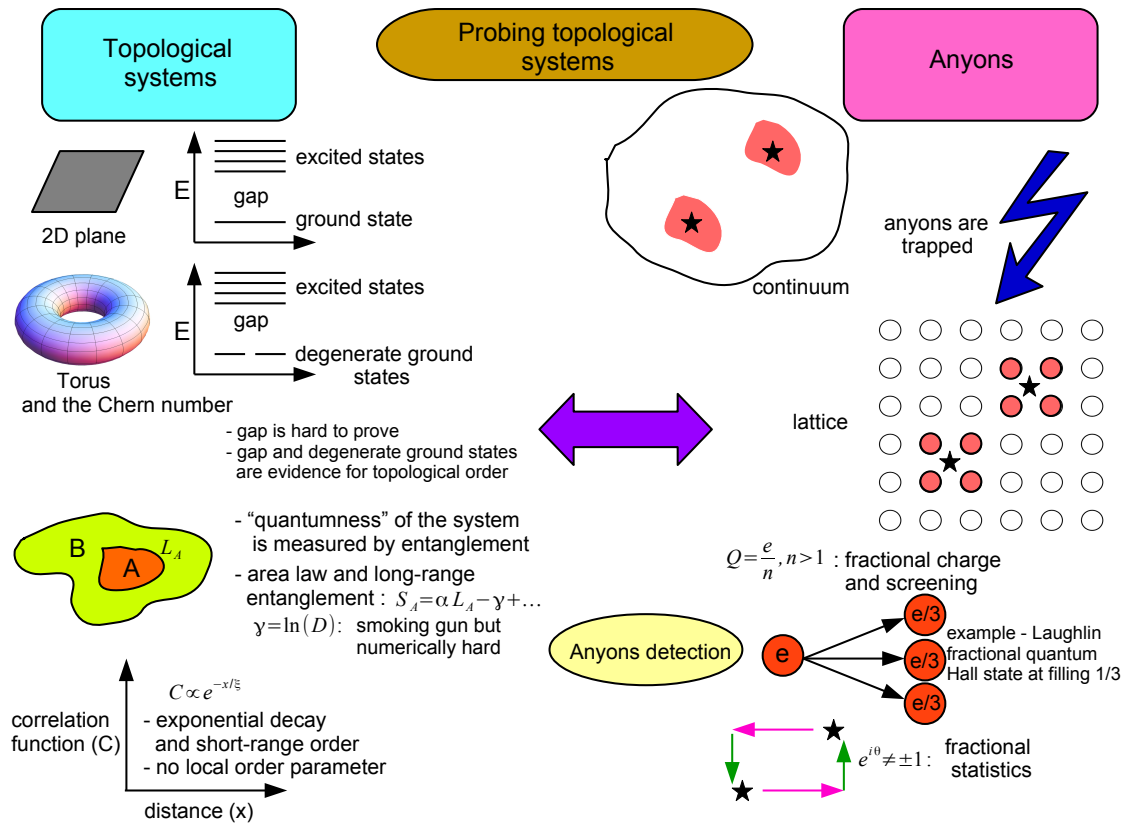 Topological
systems
Probing topological
systems
Anyons
E
excited states
gap
ground state
2D plane
E
excited states
gap
degenerate ground
states
Torus
and the Chern number
- gap is hard to prove
- gap and degenerate ground states
are evidence for topological order
B
A
L_A
- “quantumness” of the system
is measured by entanglement
- area law and long-range
entanglement : S_A=αL_A−γ+...
γ=ln(D): smoking gun but
numerically hard
correlation
function (C)
C∝e^{−x/ξ}
- exponential decay
and short-range order
- no local order parameter
distance (x)
continuum
anyons are
trapped
lattice
Q=e/n, n>1 : fractional charge
and screening
Anyons detection
e
e/3
e/3
e/3
example - Laughlin
fractional quantum
Hall state at filling 1/3
e^{iθ}≠±1: fractional
statistics